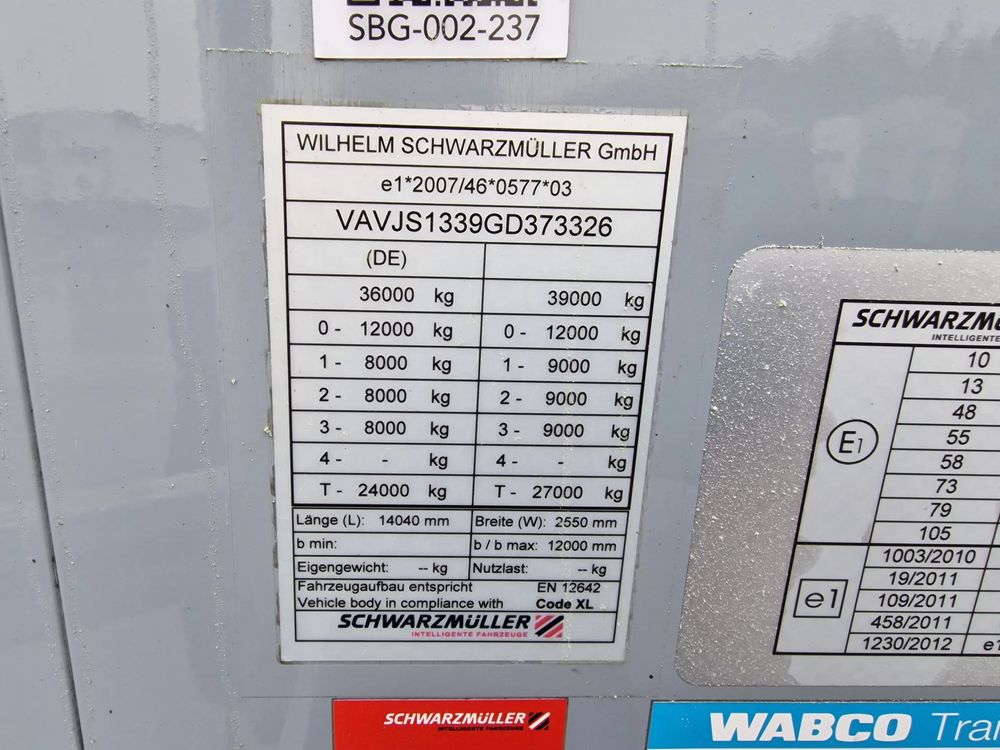 SBG-002-237
WILHELM SCHWARZMÜLLER GmbH
e1*2007/46*0577*03
VAVJS1339GD373326
(DE)
36000 kg 39000 kg
0 - 12000 kg 0 - 12000 kg
1 - 8000 kg 1 - 9000 kg
2 - 8000 kg 2 - 9000 kg
3 - 8000 kg 3 - 9000 kg
4 - - kg 4 - - kg
T - 24000 kg T - 27000 kg
Länge (L): 14040 mm Breite (W): 2550 mm
b min: b / b max: 12000 mm
Eigengewicht: -- kg Nutzlast: -- kg
Fahrzeugaufbau entspricht EN 12642
Vehicle body in compliance with Code XL
SCHWARZMÜLLER
INTELLIGENTE FAHRZEUGE
SCHWARZMÜ
INTELLIGENTE
10
13
48
E1
55
58
73
79
105
1003/2010
19/2011
e1
109/2011
458/2011
1230/2012 e1
SCHWARZMÜLLER
INTELLIGENTE FAHRZEUGE
WABCO Trai